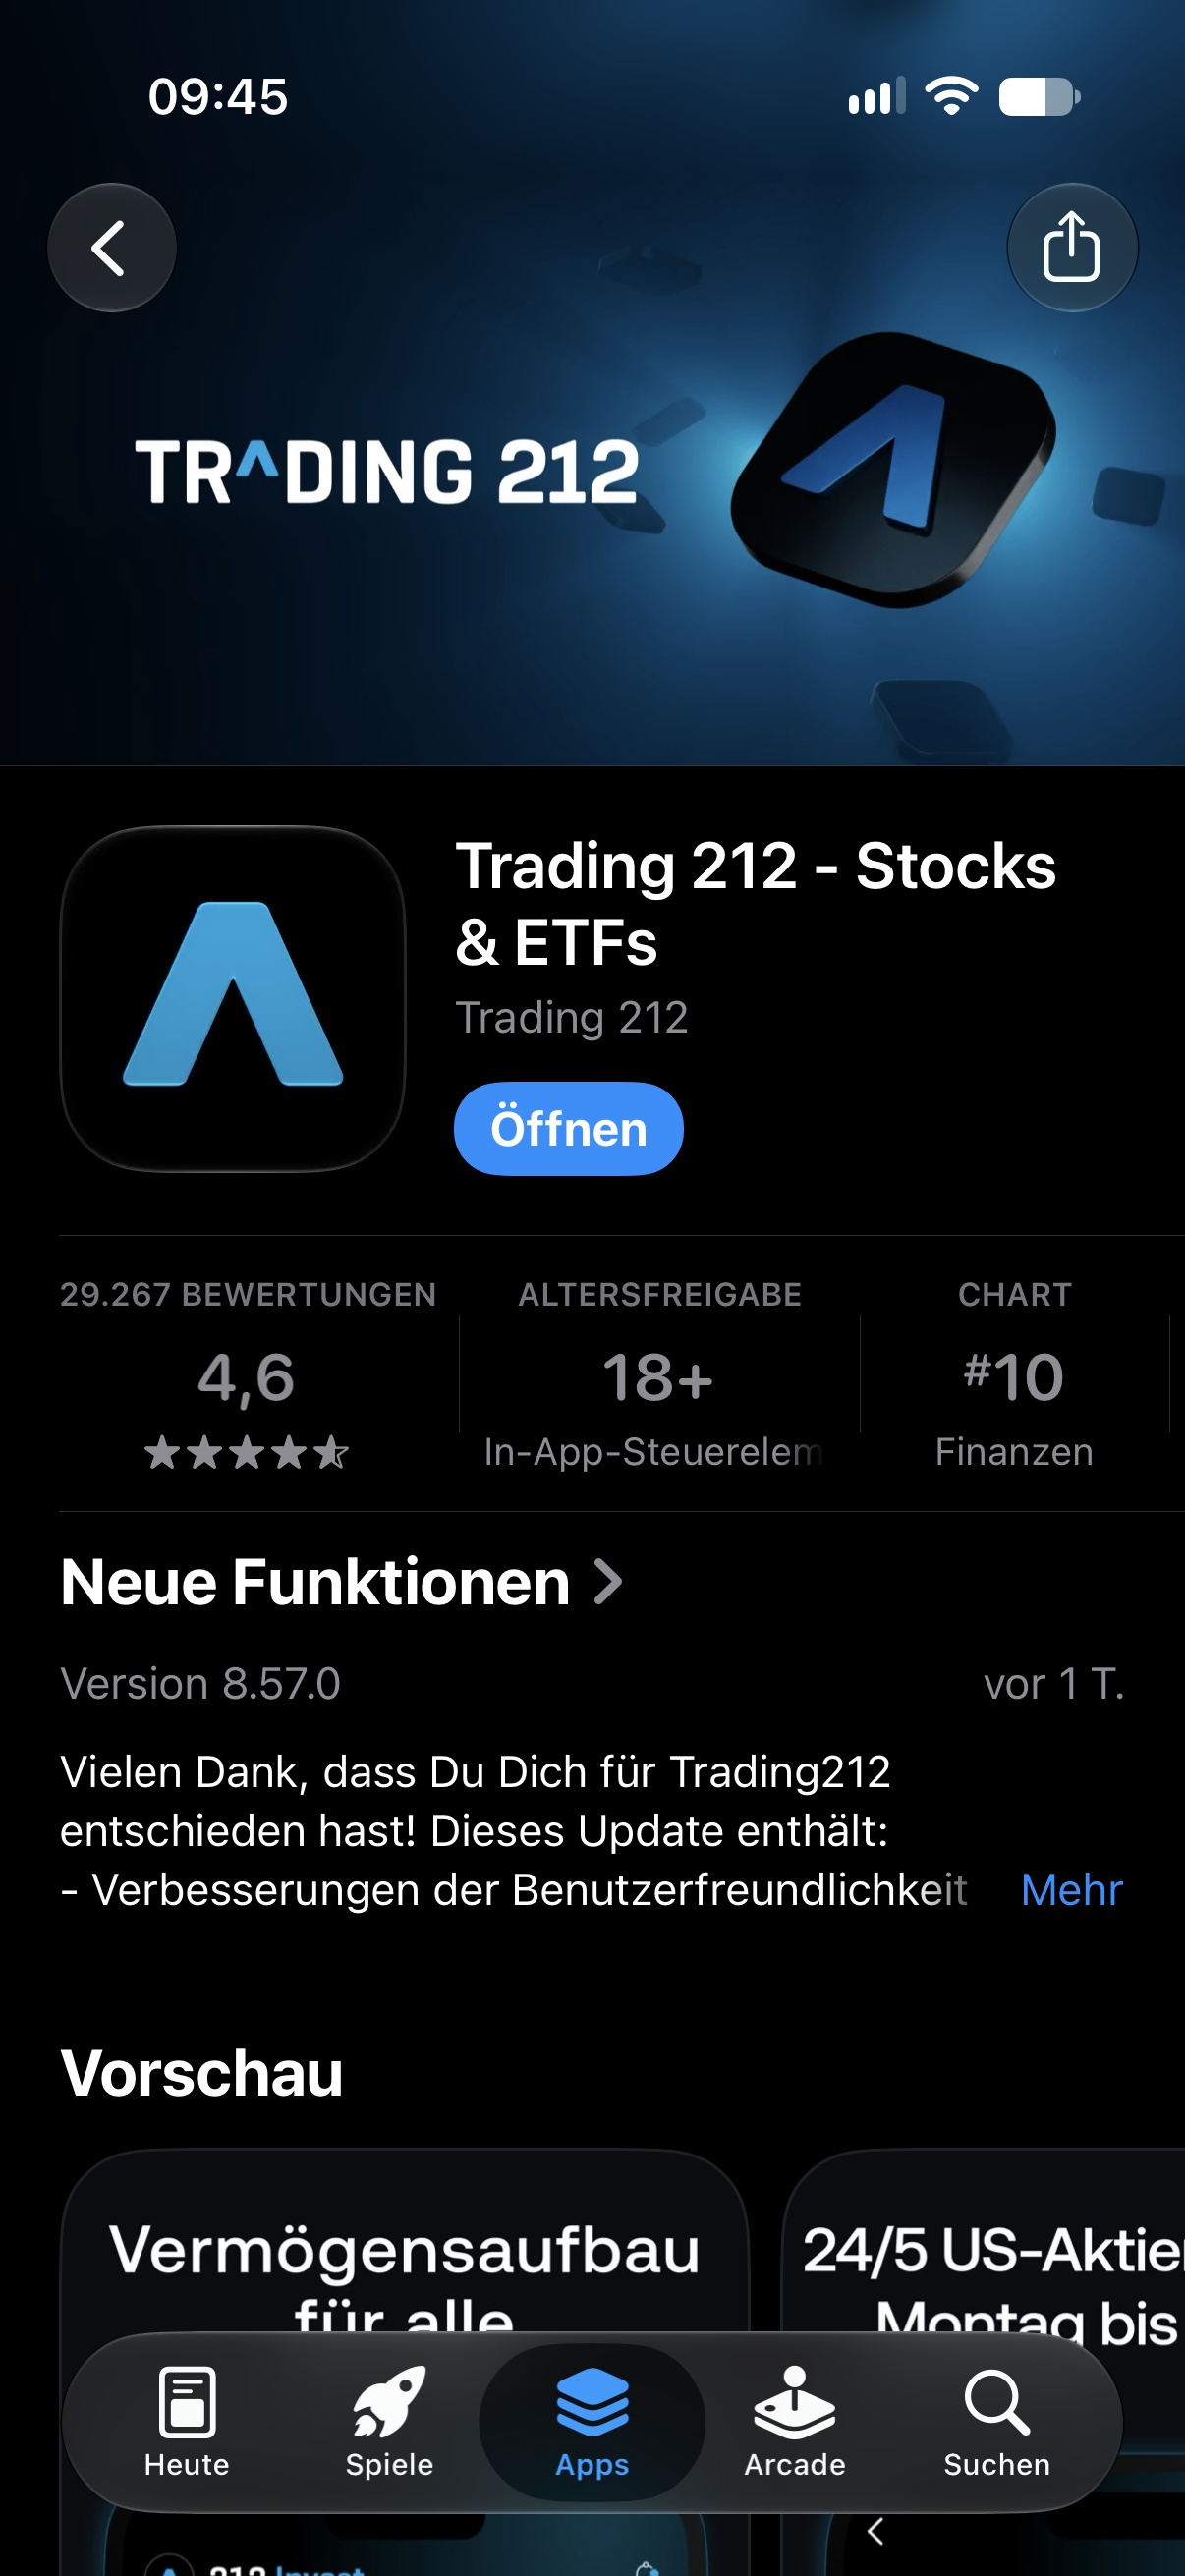 09:45
TRADING 212
Trading 212 - Stocks
& ETFs
Trading 212
Öffnen
29.267 BEWERTUNGEN
4,6
ALTERSFREIGABE
18+
In-App-Steuerelem
CHART
#10
Finanzen
Neue Funktionen
Version 8.57.0
vor 1 T.
Vielen Dank, dass Du Dich für Trading212
entschieden hast! Dieses Update enthält:
- Verbesserungen der Benutzerfreundlichkeit
Mehr
Vorschau
Vermögensaufbau
für alle
24/5 US-Aktie
Montag bis
Heute
Spiele
Apps
Arcade
Suchen
212 Invest